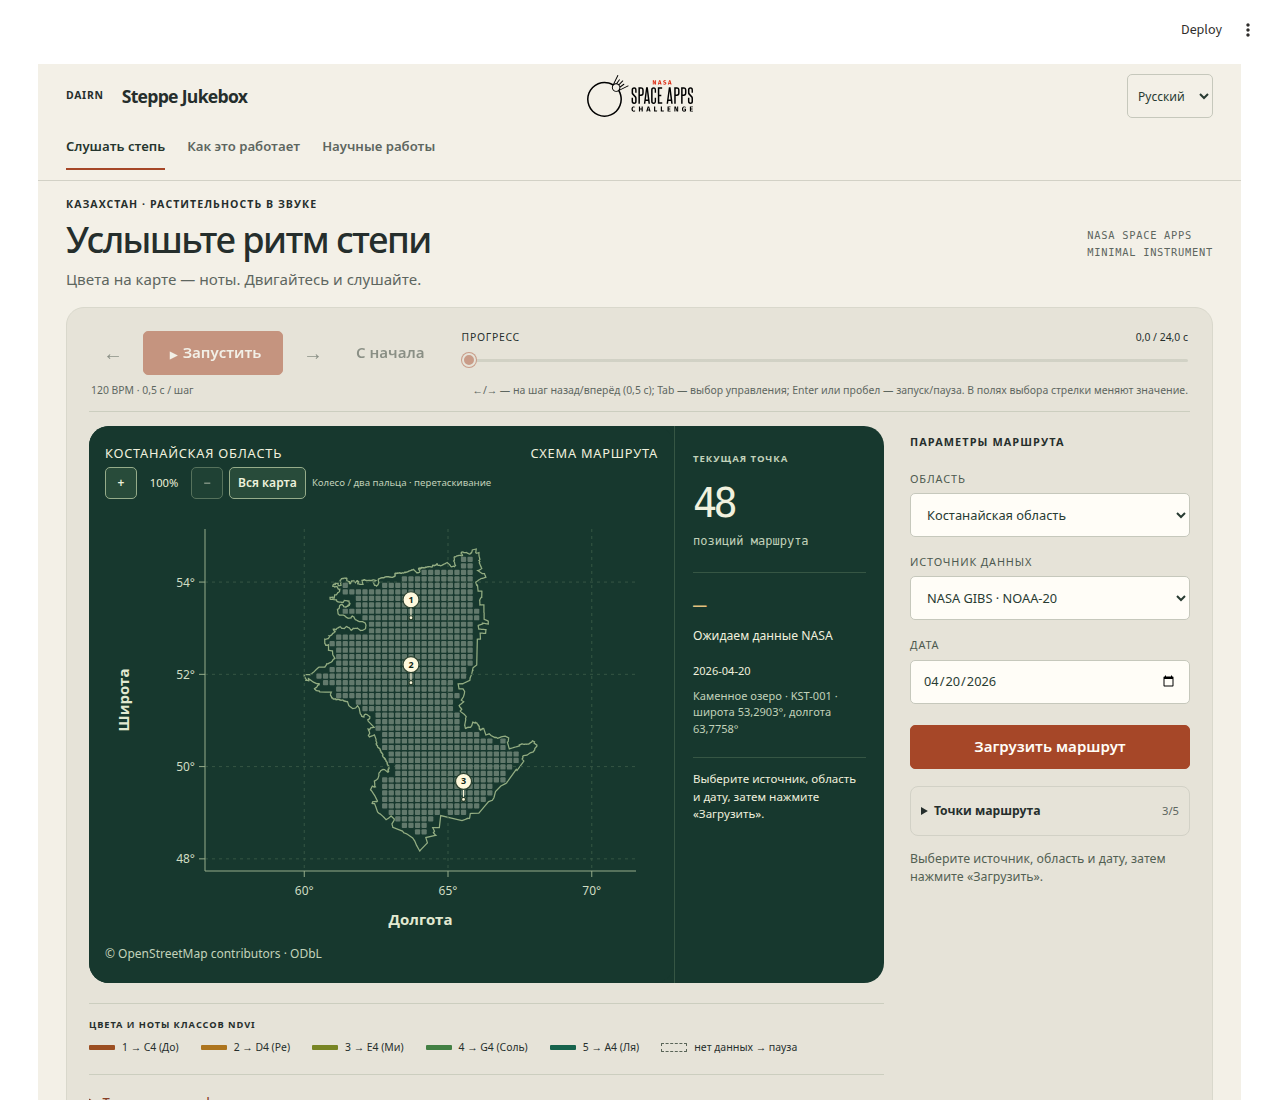 Deploy
DAIRN Steppe Jukebox
NASA
SPACE APPS
CHALLENGE
Русский
Слушать степь Как это работает Научные работы
КАЗАХСТАН · РАСТИТЕЛЬНОСТЬ В ЗВУКЕ
Услышьте ритм степи
Цвета на карте — ноты. Двигайтесь и слушайте.
NASA SPACE APPS
MINIMAL INSTRUMENT
← ▶ Запустить → С начала
ПРОГРЕСС 0,0 / 24,0 с
120 BPM · 0,5 с / шаг
←/→ — на шаг назад/вперёд (0,5 с); Tab — выбор управления; Enter или пробел — запуск/пауза. В полях выбора стрелки меняют значение.
КОСТАНАЙСКАЯ ОБЛАСТЬ СХЕМА МАРШРУТА
+ 100% − Вся карта Колесо / два пальца · перетаскивание
54°
52°
50°
48°
Широта
1
2
3
60° 65° 70°
Долгота
© OpenStreetMap contributors · ODbL
ТЕКУЩАЯ ТОЧКА
48
позиций маршрута
—
Ожидаем данные NASA
2026-04-20
Каменное озеро · KST-001 ·
широта 53,2903°, долгота
63,7758°
Выберите источник, область
и дату, затем нажмите
«Загрузить».
ПАРАМЕТРЫ МАРШРУТА
ОБЛАСТЬ
Костанайская область
ИСТОЧНИК ДАННЫХ
NASA GIBS · NOAA-20
ДАТА
04/20/2026
Загрузить маршрут
▶ Точки маршрута 3/5
Выберите источник, область и дату, затем
нажмите «Загрузить».
ЦВЕТА И НОТЫ КЛАССОВ NDVI
1 → C4 (До) 2 → D4 (Ре) 3 → E4 (Ми) 4 → G4 (Соль) 5 → A4 (Ля) нет данных → пауза